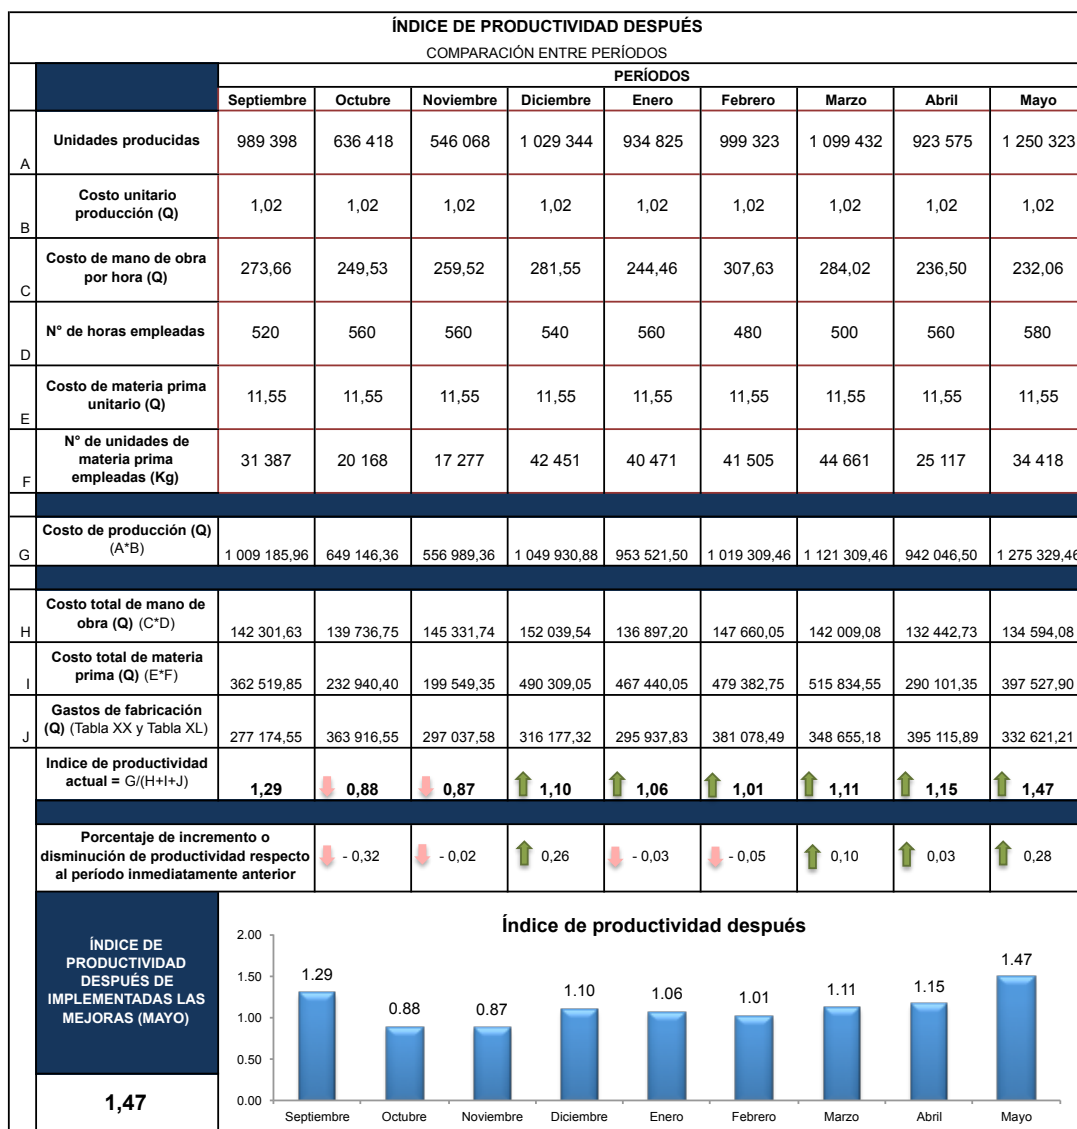 ÍNDICE DE PRODUCTIVIDAD DESPUÉS
COMPARACIÓN ENTRE PERÍODOS
PERÍODOS
Septiembre Octubre Noviembre Diciembre Enero Febrero Marzo Abril Mayo
A Unidades producidas 989 398 636 418 546 068 1 029 344 934 825 999 323 1 099 432 923 575 1 250 323
B Costo unitario
producción (Q) 1,02 1,02 1,02 1,02 1,02 1,02 1,02 1,02 1,02
C Costo de mano de obra
por hora (Q) 273,66 249,53 259,52 281,55 244,46 307,63 284,02 236,50 232,06
D N° de horas empleadas 520 560 560 540 560 480 500 560 580
E Costo de materia prima
unitario (Q) 11,55 11,55 11,55 11,55 11,55 11,55 11,55 11,55 11,55
F N° de unidades de
materia prima
empleadas (Kg) 31 387 20 168 17 277 42 451 40 471 41 505 44 661 25 117 34 418
G Costo de producción (Q)
(A*B) 1 009 185,96 649 146,36 556 989,36 1 049 930,88 953 521,50 1 019 309,46 1 121 309,46 942 046,50 1 275 329,46
H Costo total de mano de
obra (Q) (C*D) 142 301,63 139 736,75 145 331,74 152 039,54 136 897,20 147 660,05 142 009,08 132 442,73 134 594,08
I Costo total de materia
prima (Q) (E*F) 362 519,85 232 940,40 199 549,35 490 309,05 467 440,05 479 382,75 515 834,55 290 101,35 397 527,90
J Gastos de fabricación
(Q) (Tabla XX y Tabla XL) 277 174,55 363 916,55 297 037,58 316 177,32 295 937,83 381 078,49 348 655,18 395 115,89 332 621,21
Indice de productividad
actual = G/(H+I+J) 1,29 0,88 0,87 1,10 1,06 1,01 1,11 1,15 1,47
Porcentaje de incremento o
disminución de productividad respecto
al período inmediatamente anterior - 0,32 - 0,02 0,26 - 0,03 - 0,05 0,10 0,03 0,28
ÍNDICE DE
PRODUCTIVIDAD
DESPUÉS DE
IMPLEMENTADAS LAS
MEJORAS (MAYO)
1,47
Índice de productividad después
2.00
1.50
1.00
0.50
0.00
1.29 0.88 0.87 1.10 1.06 1.01 1.11 1.15 1.47
Septiembre Octubre Noviembre Diciembre Enero Febrero Marzo Abril Mayo